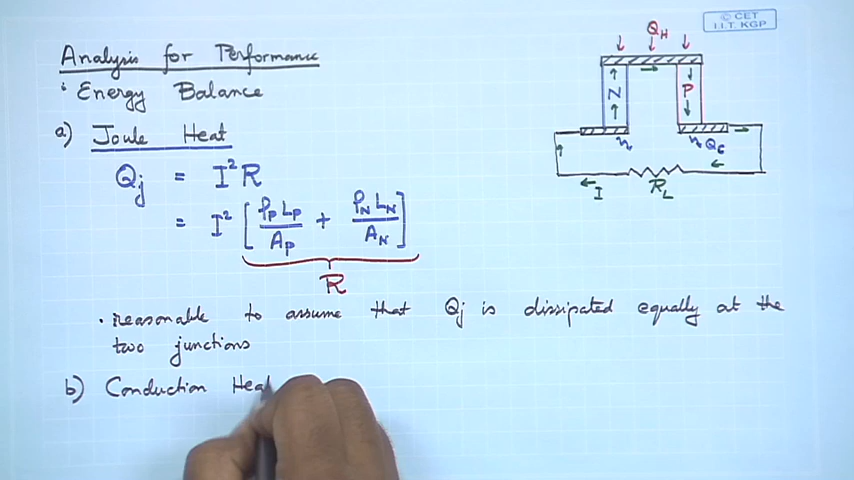 © CET
I.I.T. KGP
Analysis for Performance
Energy Balance
a) Joule Heat
Qj = I²R
= I² [ ρP LP / AP + ρN LN / AN ]
R
· reasonable to assume that Qj is dissipated equally at the
two junctions
b) Conduction Hea
QH
N P
QC
I RL